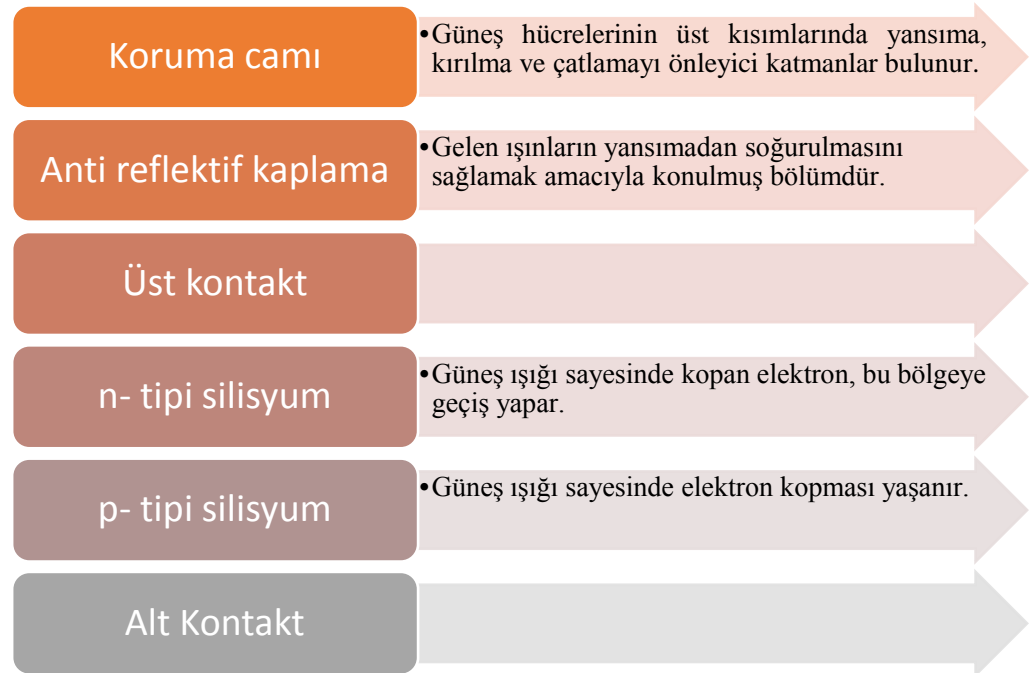 Koruma camı
•Güneş hücrelerinin üst kısımlarında yansıma,
kırılma ve çatlamayı önleyici katmanlar bulunur.
Anti reflektif kaplama
•Gelen ışınların yansımadan soğurulmasını
sağlamak amacıyla konulmuş bölümdür.
Üst kontakt
n- tipi silisyum
•Güneş ışığı sayesinde kopan elektron, bu bölgeye
geçiş yapar.
p- tipi silisyum
•Güneş ışığı sayesinde elektron kopması yaşanır.
Alt Kontakt